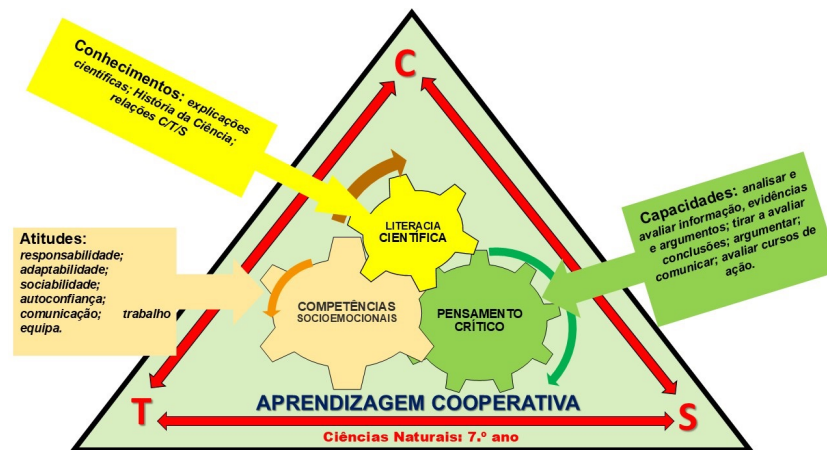 C
Conhecimentos: explicações
científicas; História da Ciência;
relações C/T/S
Capacidades: analisar e
avaliar informação, evidências
e argumentos; tirar a avaliar
conclusões; argumentar;
comunicar; avaliar cursos de
ação.
LITERACIA
CIENTÍFICA
Atitudes:
responsabilidade;
adaptabilidade;
sociabilidade;
autoconfiança;
comunicação; trabalho
equipa.
COMPETÊNCIAS
SOCIOEMOCIONAIS
PENSAMENTO
CRÍTICO
APRENDIZAGEM COOPERATIVA
T
S
Ciências Naturais: 7.º ano